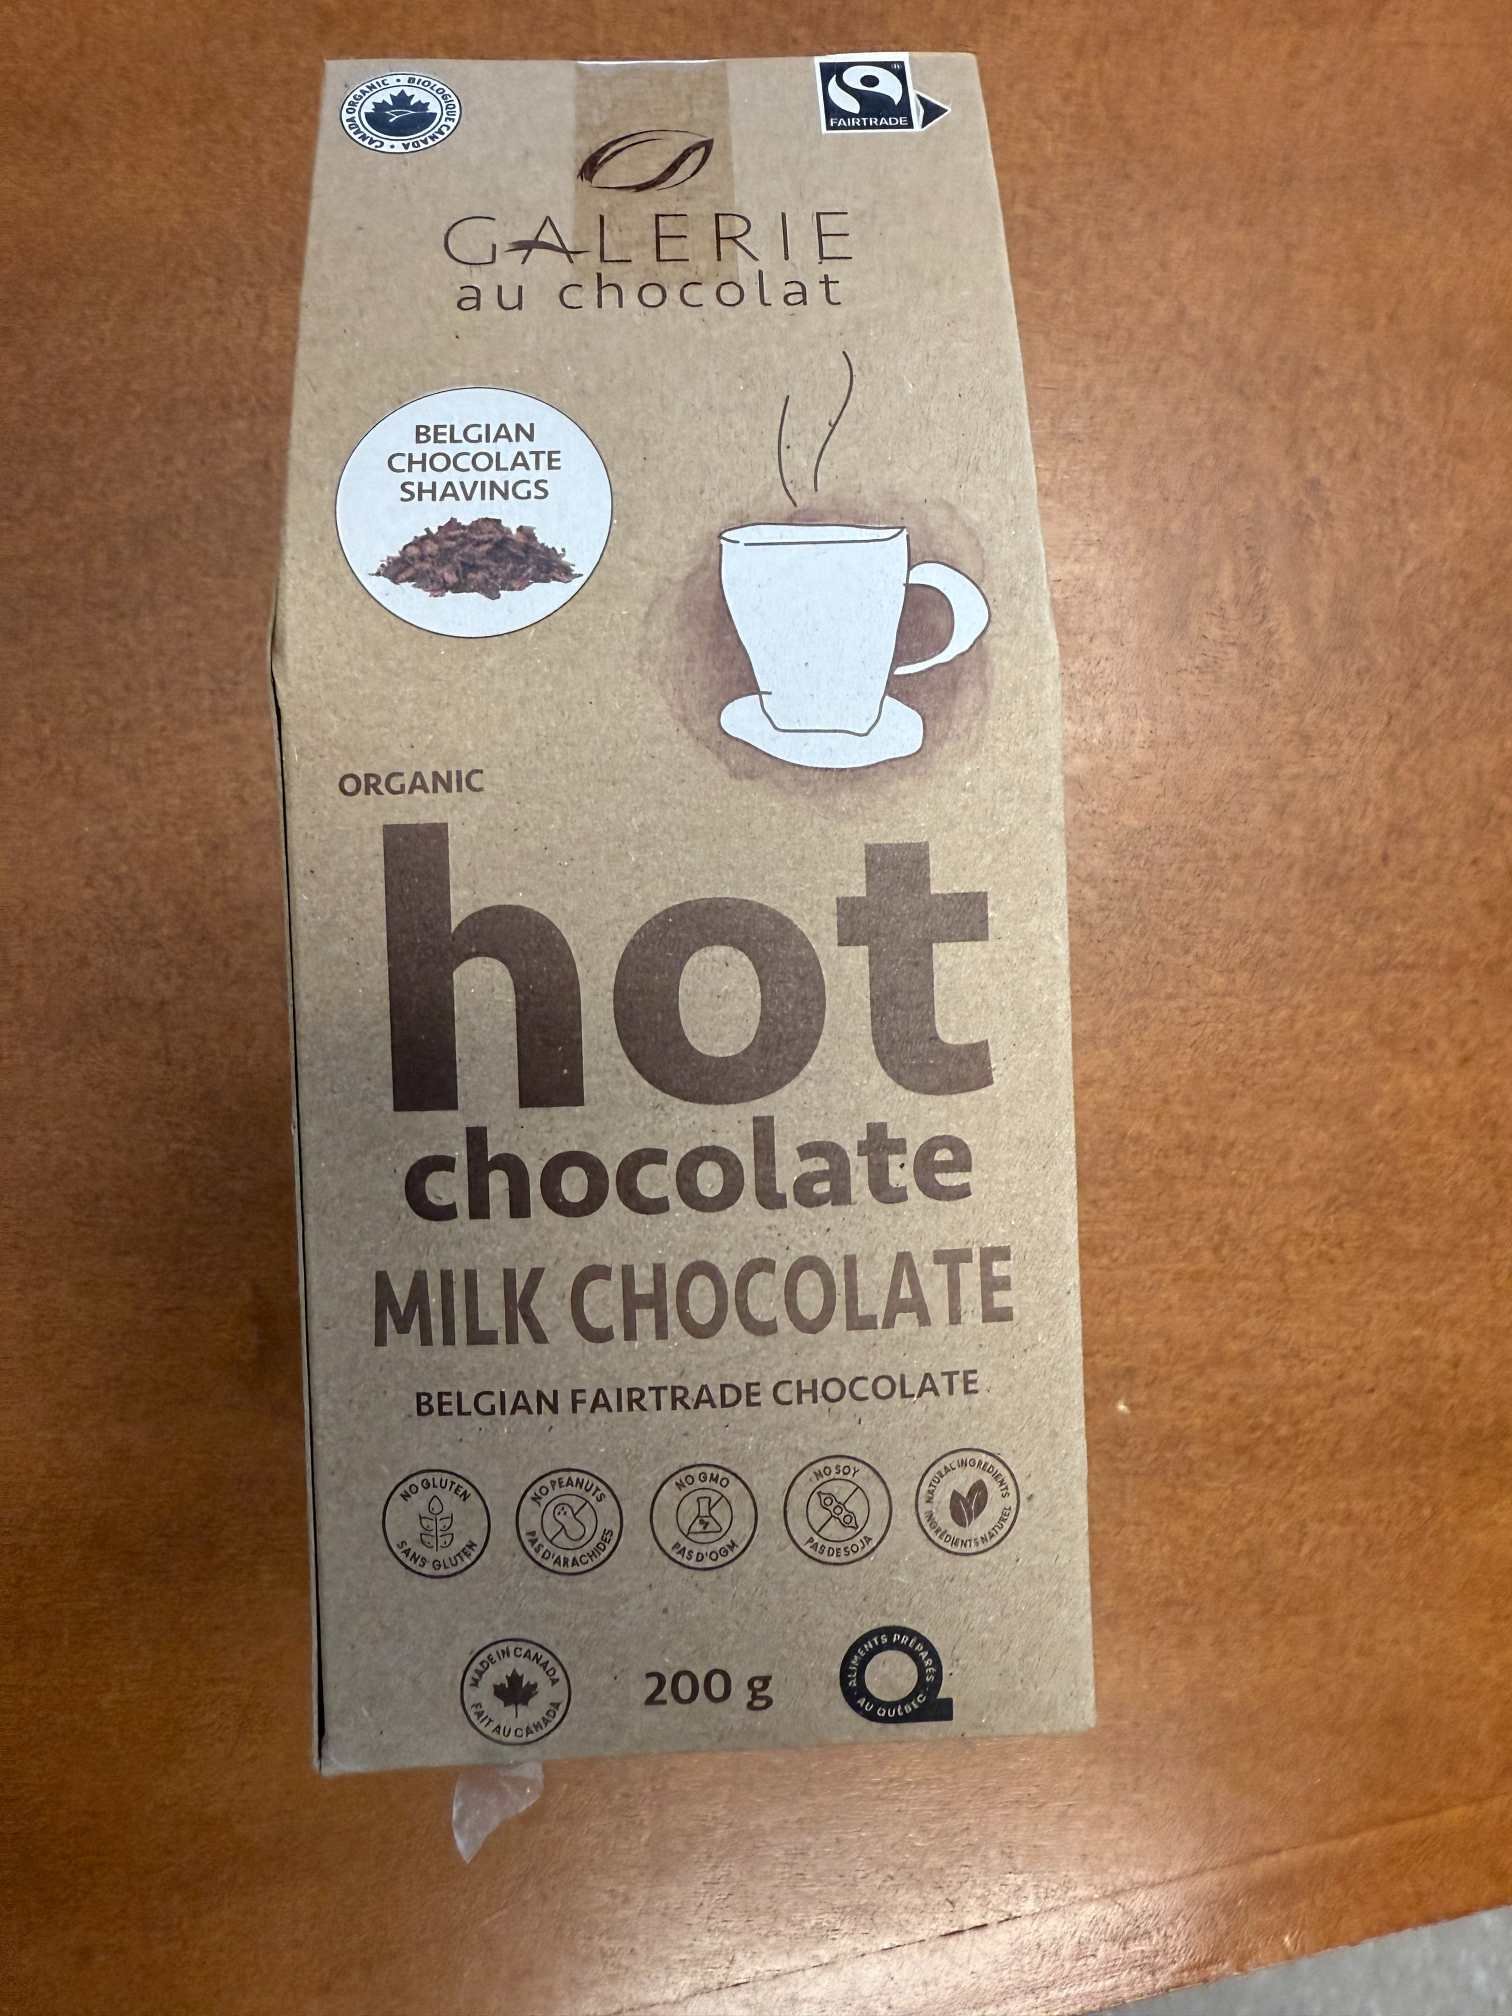 CANADA ORGANIC • BIOLOGIQUE CANADA •
FAIRTRADE
GALERIE
au chocolat
BELGIAN
CHOCOLATE
SHAVINGS
ORGANIC
hot
chocolate
MILK CHOCOLATE
BELGIAN FAIRTRADE CHOCOLATE
NO GLUTEN
SANS GLUTEN
NO PEANUTS
PAS D'ARACHIDES
NO GMO
PAS D'OGM
NO SOY
PAS DE SOJA
NATURAL INGREDIENTS
INGRÉDIENTS NATUREL
MADE IN CANADA
FAIT AU CANADA
200 g
ALIMENTS PRÉPARÉS
AU QUÉBEC